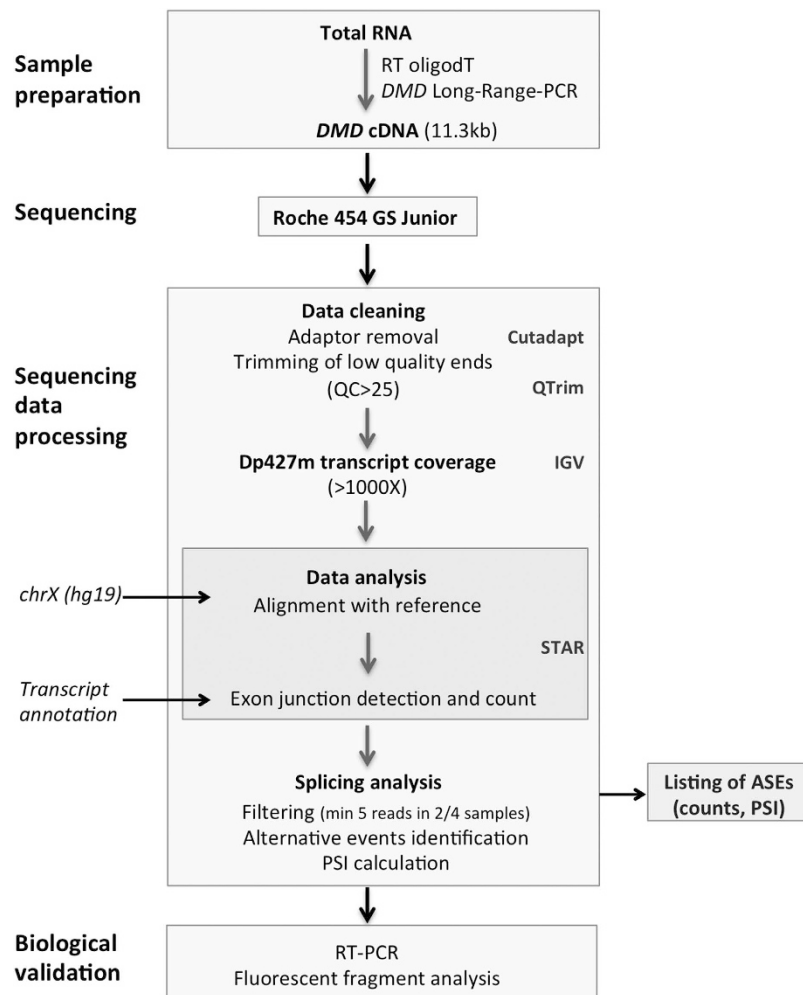 Sample
preparation
Total RNA
RT oligodT
DMD Long-Range-PCR
DMD cDNA (11.3kb)
Sequencing
Roche 454 GS Junior
Sequencing
data
processing
Data cleaning
Adaptor removal
Cutadapt
Trimming of low quality ends
(QC>25)
QTrim
Dp427m transcript coverage
IGV
(>1000X)
chrX (hg19)
Data analysis
Alignment with reference
STAR
Transcript
annotation
Exon junction detection and count
Splicing analysis
Filtering (min 5 reads in 2/4 samples)
Alternative events identification
PSI calculation
Listing of ASEs
(counts, PSI)
Biological
validation
RT-PCR
Fluorescent fragment analysis